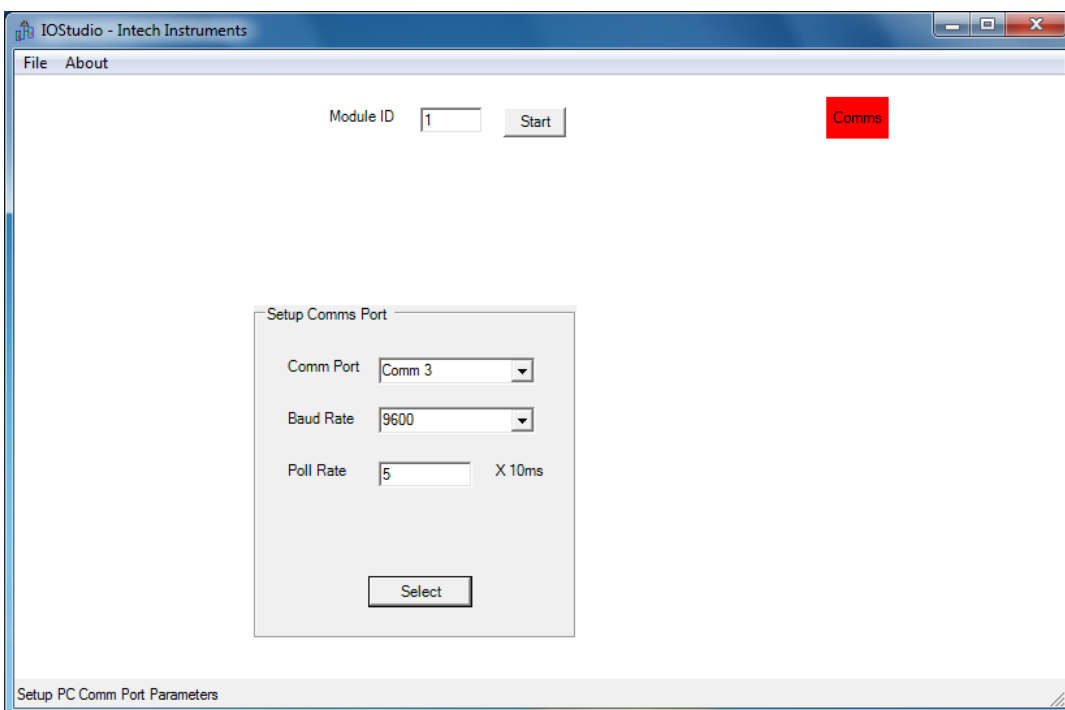 IOStudio - Intech Instruments
File About
Module ID 1 Start Comms
Setup Comms Port
Comm Port Comm 3
Baud Rate 9600
Poll Rate 5 X 10ms
Select
Setup PC Comm Port Parameters